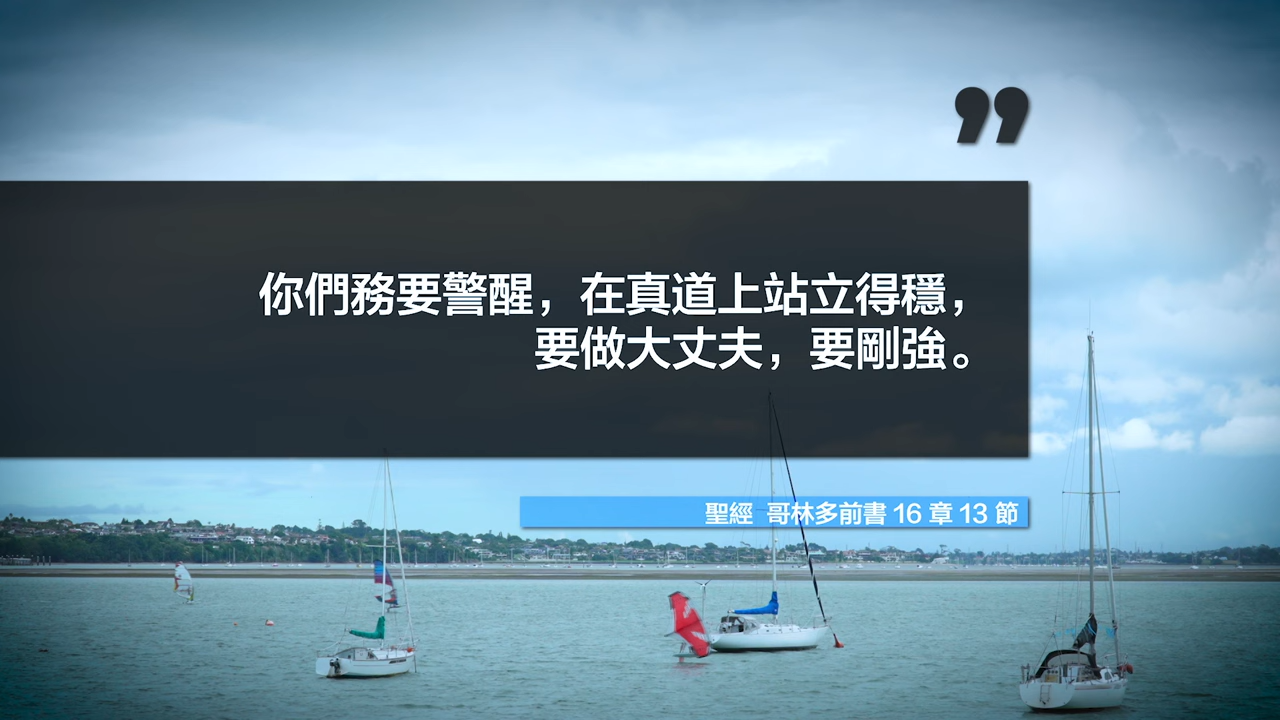 ”
你們務要警醒，在真道上站立得穩，
要做大丈夫，要剛強。
聖經 哥林多前書 16 章 13 節